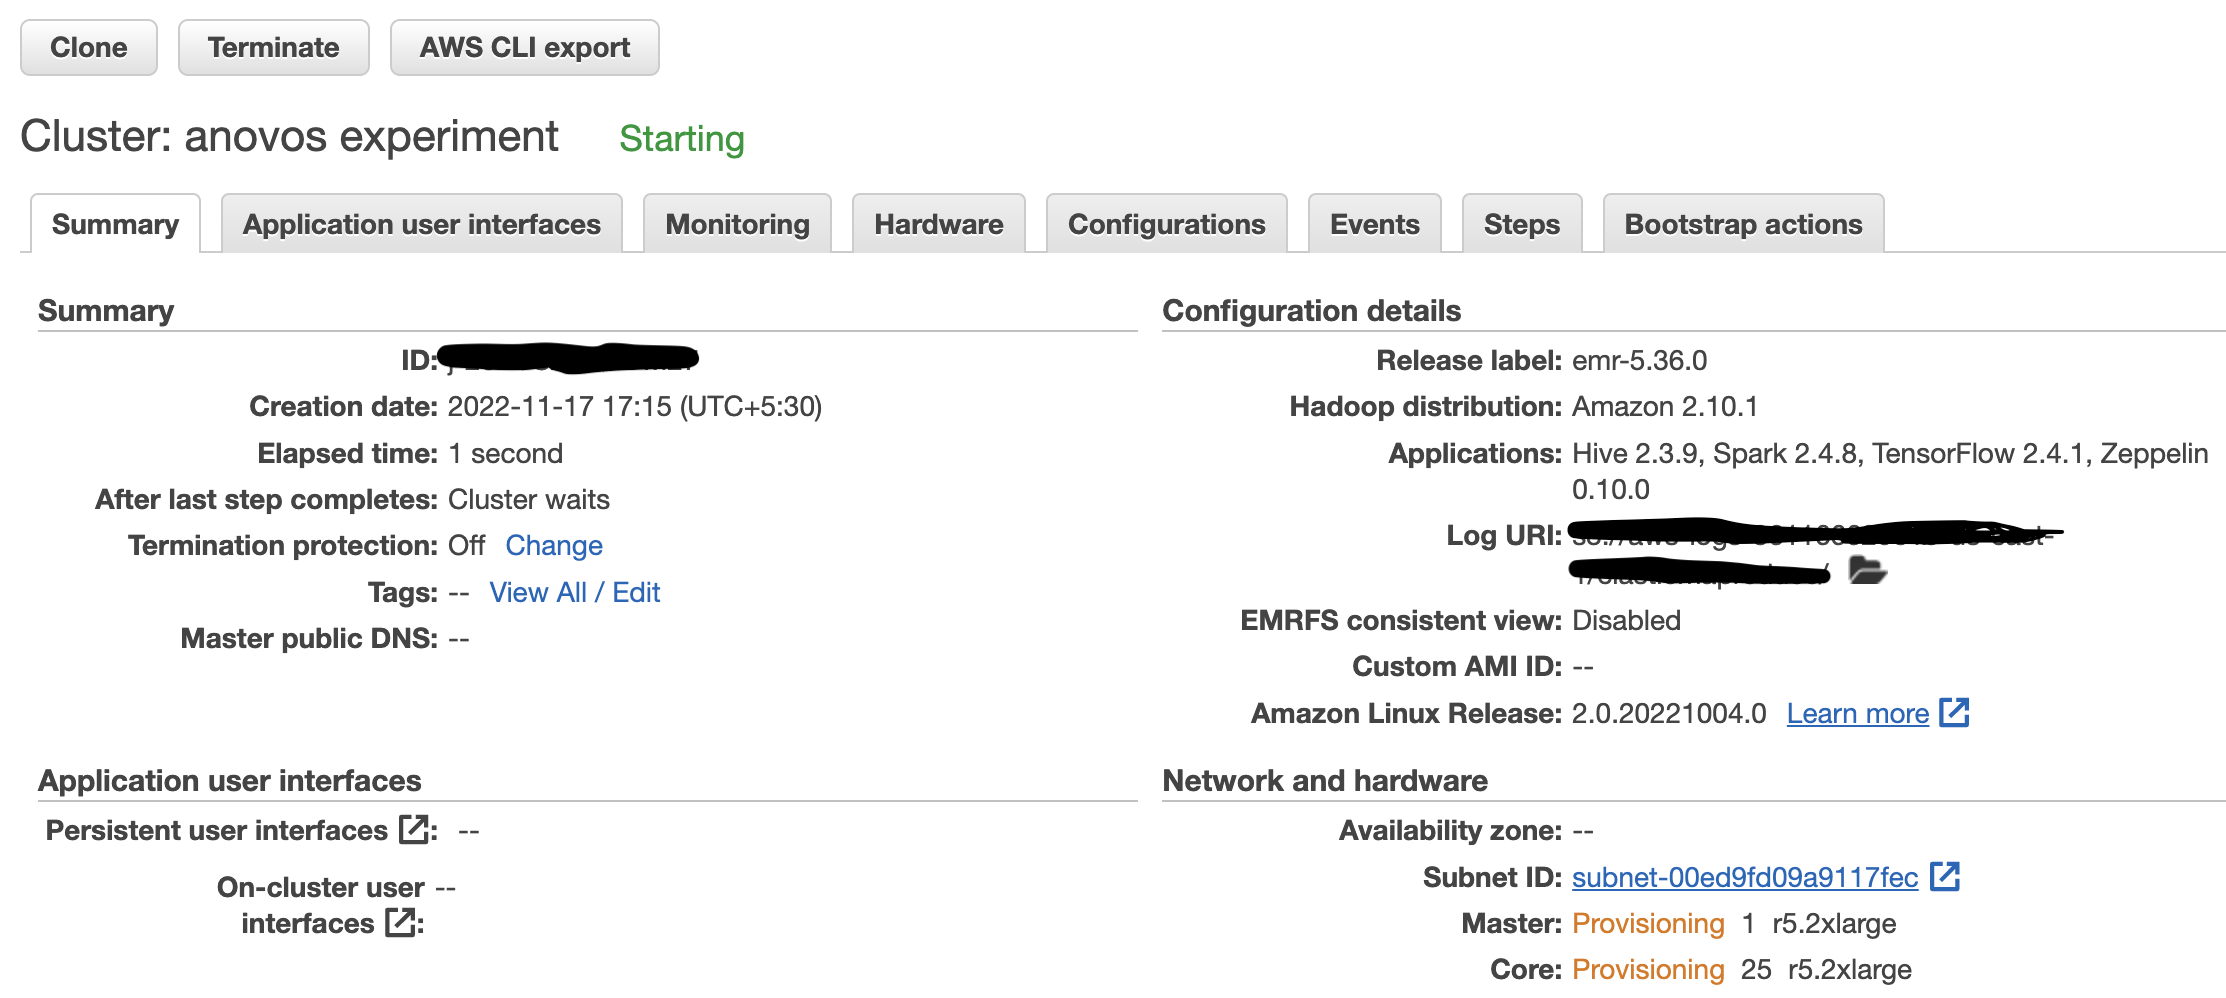 Clone Terminate AWS CLI export
Cluster: anovos experiment Starting
Summary Application user interfaces Monitoring Hardware Configurations Events Steps Bootstrap actions
Summary
ID:
Creation date: 2022-11-17 17:15 (UTC+5:30)
Elapsed time: 1 second
After last step completes: Cluster waits
Termination protection: Off Change
Tags: -- View All / Edit
Master public DNS: --
Configuration details
Release label: emr-5.36.0
Hadoop distribution: Amazon 2.10.1
Applications: Hive 2.3.9, Spark 2.4.8, TensorFlow 2.4.1, Zeppelin
0.10.0
Log URI:
EMRFS consistent view: Disabled
Custom AMI ID: --
Amazon Linux Release: 2.0.20221004.0 Learn more
Application user interfaces
Persistent user interfaces : --
On-cluster user --
interfaces :
Network and hardware
Availability zone: --
Subnet ID: subnet-00ed9fd09a9117fec
Master: Provisioning 1 r5.2xlarge
Core: Provisioning 25 r5.2xlarge